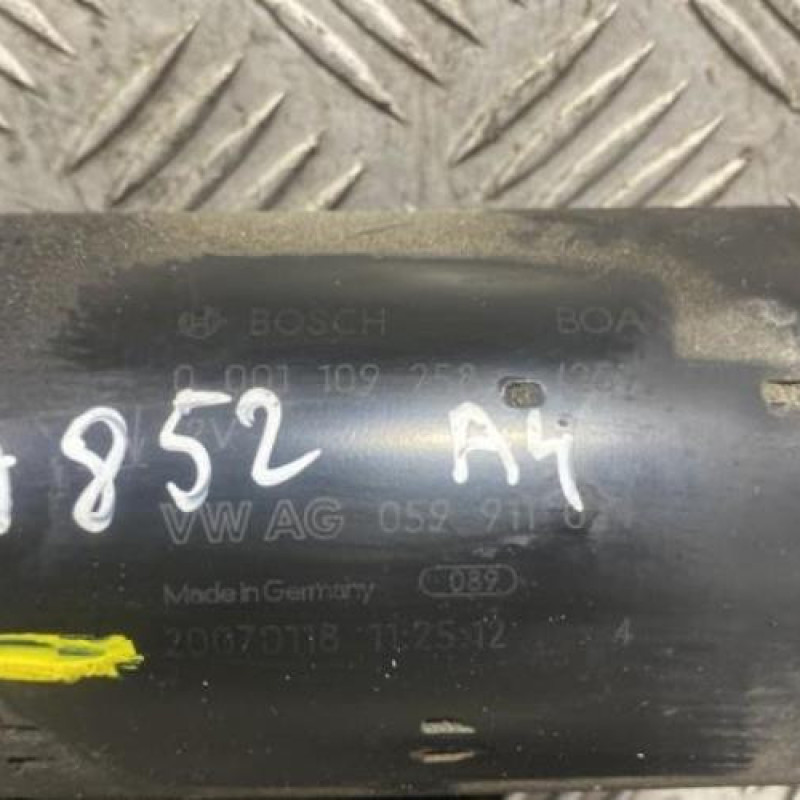 BOSCH BOA
0 001 109 258
852 A4
VW AG 059 911
Made in Germany 089
20070118 11:25:12 4